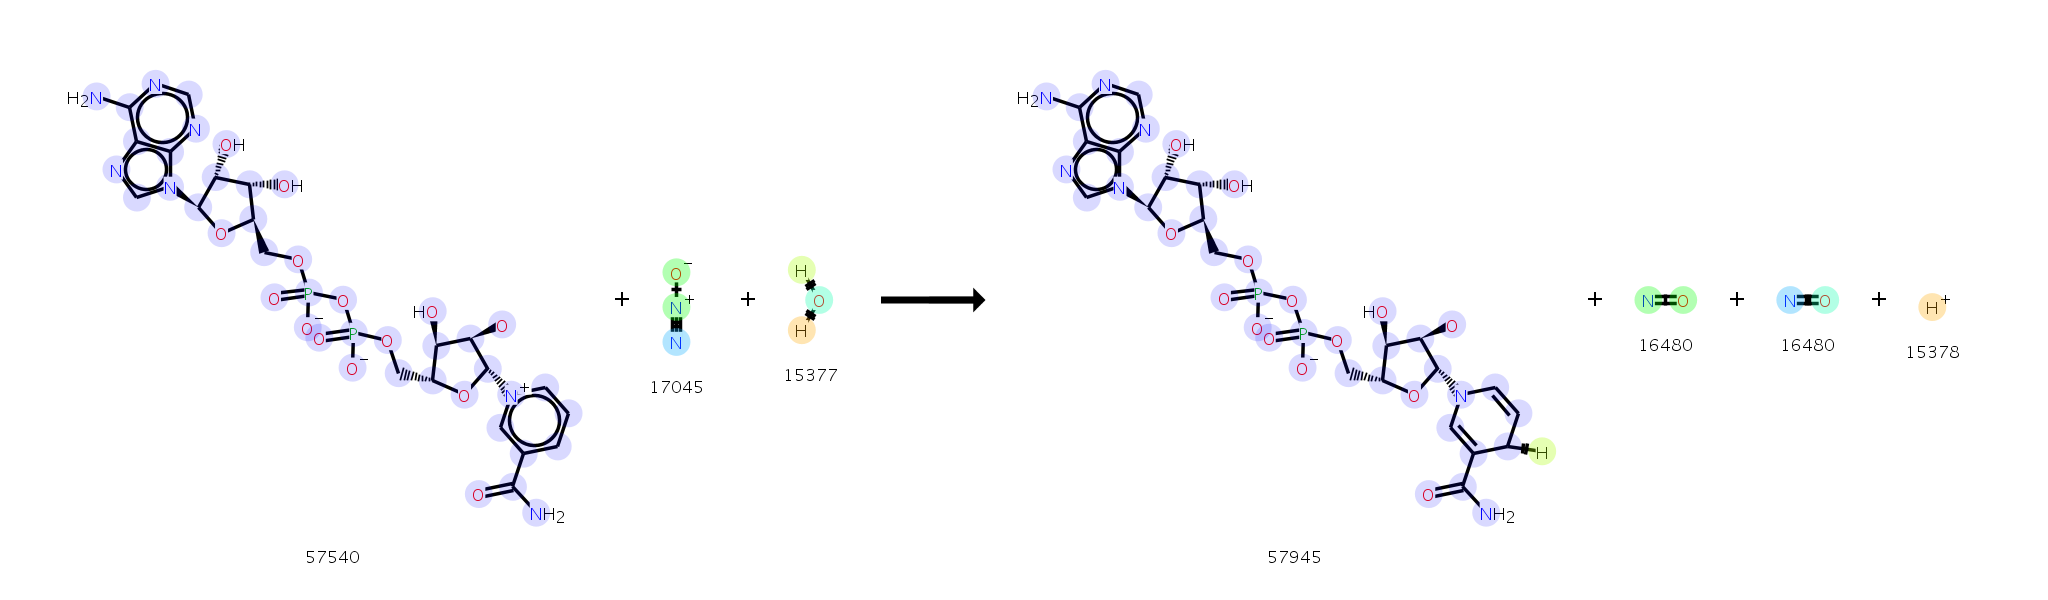 H2N N N N N OH OH O O O P O O− O P O O− O HO O O N+ O NH2
+ O− N+ N + H O H
H2N N N N N OH OH O O O P O O− O P O O− O HO O O N H O NH2
+ N O + N O + H+
57540
17045
15377
57945
16480
16480
15378